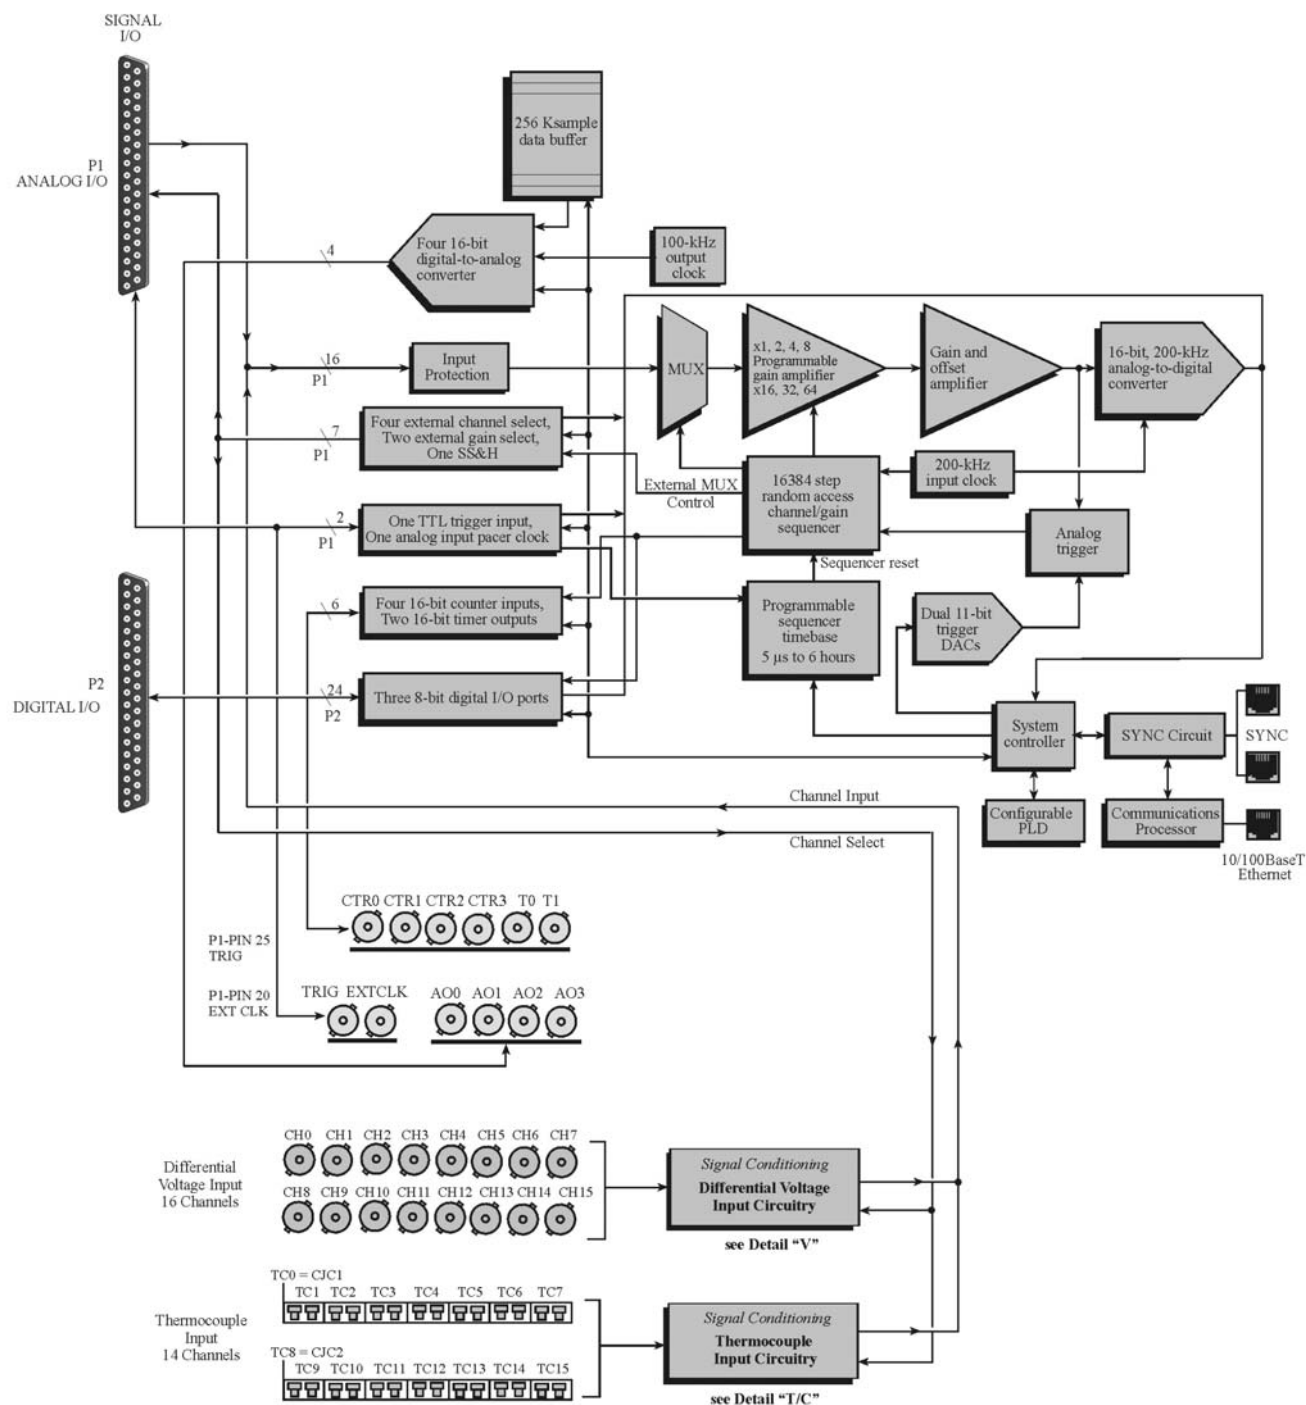 SIGNAL
I/O
P1
ANALOG I/O
256 Ksample
data buffer
Four 16-bit
digital-to-analog
converter
4
100-kHz
output
clock
16
P1
Input
Protection
MUX
x1, 2, 4, 8
Programmable
gain amplifier
x16, 32, 64
Gain and
offset
amplifier
16-bit, 200-kHz
analog-to-digital
converter
7
P1
Four external channel select,
Two external gain select,
One SS&H
External MUX
Control
16384 step
random access
channel/gain
sequencer
200-kHz
input clock
2
P1
One TTL trigger input,
One analog input pacer clock
Analog
trigger
Sequencer reset
6
Four 16-bit counter inputs,
Two 16-bit timer outputs
Programmable
sequencer
timebase
5 µs to 6 hours
Dual 11-bit
trigger
DACs
P2
DIGITAL I/O
24
P2
Three 8-bit digital I/O ports
System
controller
SYNC Circuit
SYNC
Channel Input
Channel Select
Configurable
PLD
Communications
Processor
10/100BaseT
Ethernet
CTR0 CTR1 CTR2 CTR3 T0 T1
P1-PIN 25
TRIG
P1-PIN 20
EXT CLK
TRIG EXTCLK
AO0 AO1 AO2 AO3
Differential
Voltage Input
16 Channels
CH0 CH1 CH2 CH3 CH4 CH5 CH6 CH7
CH8 CH9 CH10 CH11 CH12 CH13 CH14 CH15
Signal Conditioning
Differential Voltage
Input Circuitry
see Detail “V”
Thermocouple
Input
14 Channels
TC0 = CJC1
TC1 TC2 TC3 TC4 TC5 TC6 TC7
TC8 = CJC2
TC9 TC10 TC11 TC12 TC13 TC14 TC15
Signal Conditioning
Thermocouple
Input Circuitry
see Detail “T/C”